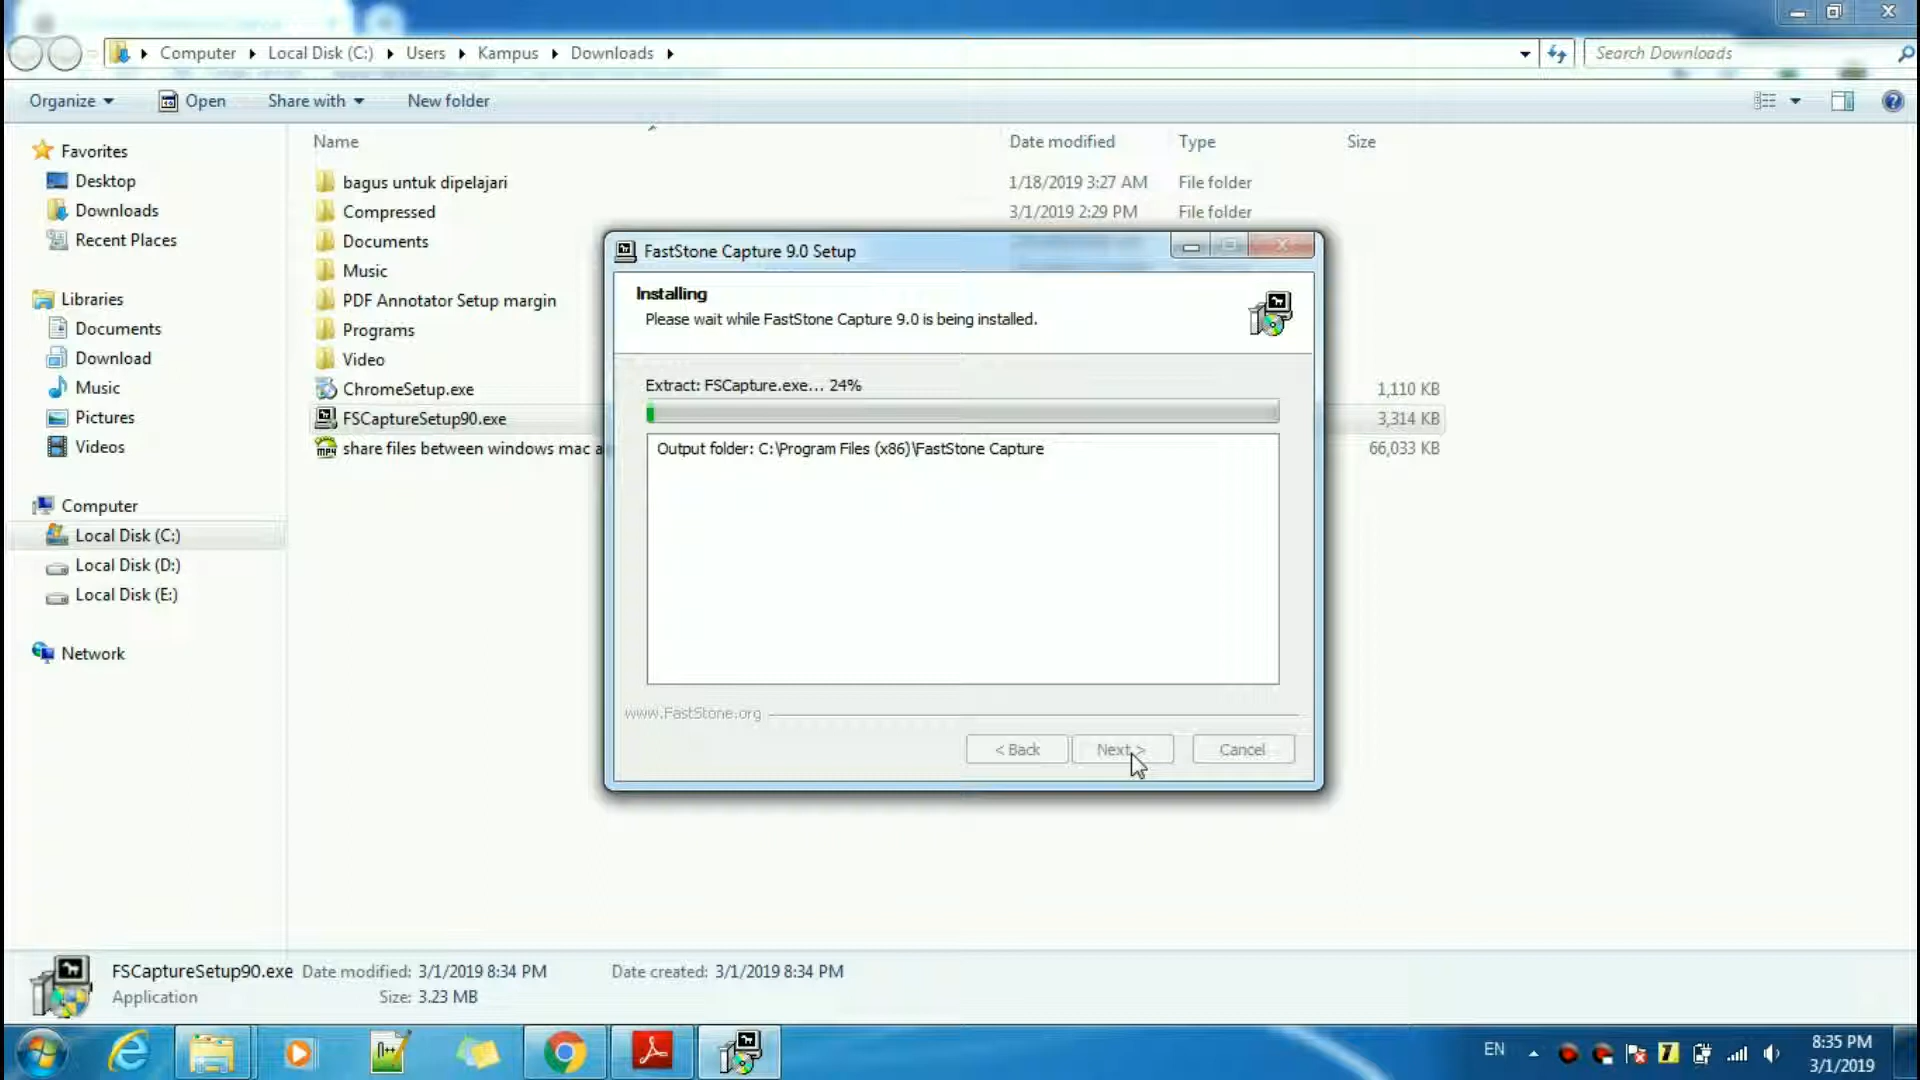 Computer Local Disk (C:) Users Kampus Downloads
Search Downloads
Organize Open Share with New folder
Name Date modified Type Size
Favorites
Desktop
Downloads
Recent Places
Libraries
Documents
Download
Music
Pictures
Videos
Computer
Local Disk (C:)
Local Disk (D:)
Local Disk (E:)
Network
bagus untuk dipelajari 1/18/2019 3:27 AM File folder
Compressed 3/1/2019 2:29 PM File folder
Documents
Music
PDF Annotator Setup margin
Programs
Video
ChromeSetup.exe 1,110 KB
FSCaptureSetup90.exe 3,314 KB
share files between windows mac a 66,033 KB
FastStone Capture 9.0 Setup
Installing
Please wait while FastStone Capture 9.0 is being installed.
Extract: FSCapture.exe... 24%
Output folder: C:\Program Files (x86)\FastStone Capture
www.FastStone.org
< Back Next > Cancel
FSCaptureSetup90.exe Date modified: 3/1/2019 8:34 PM Date created: 3/1/2019 8:34 PM
Application Size: 3.23 MB
EN
8:35 PM
3/1/2019